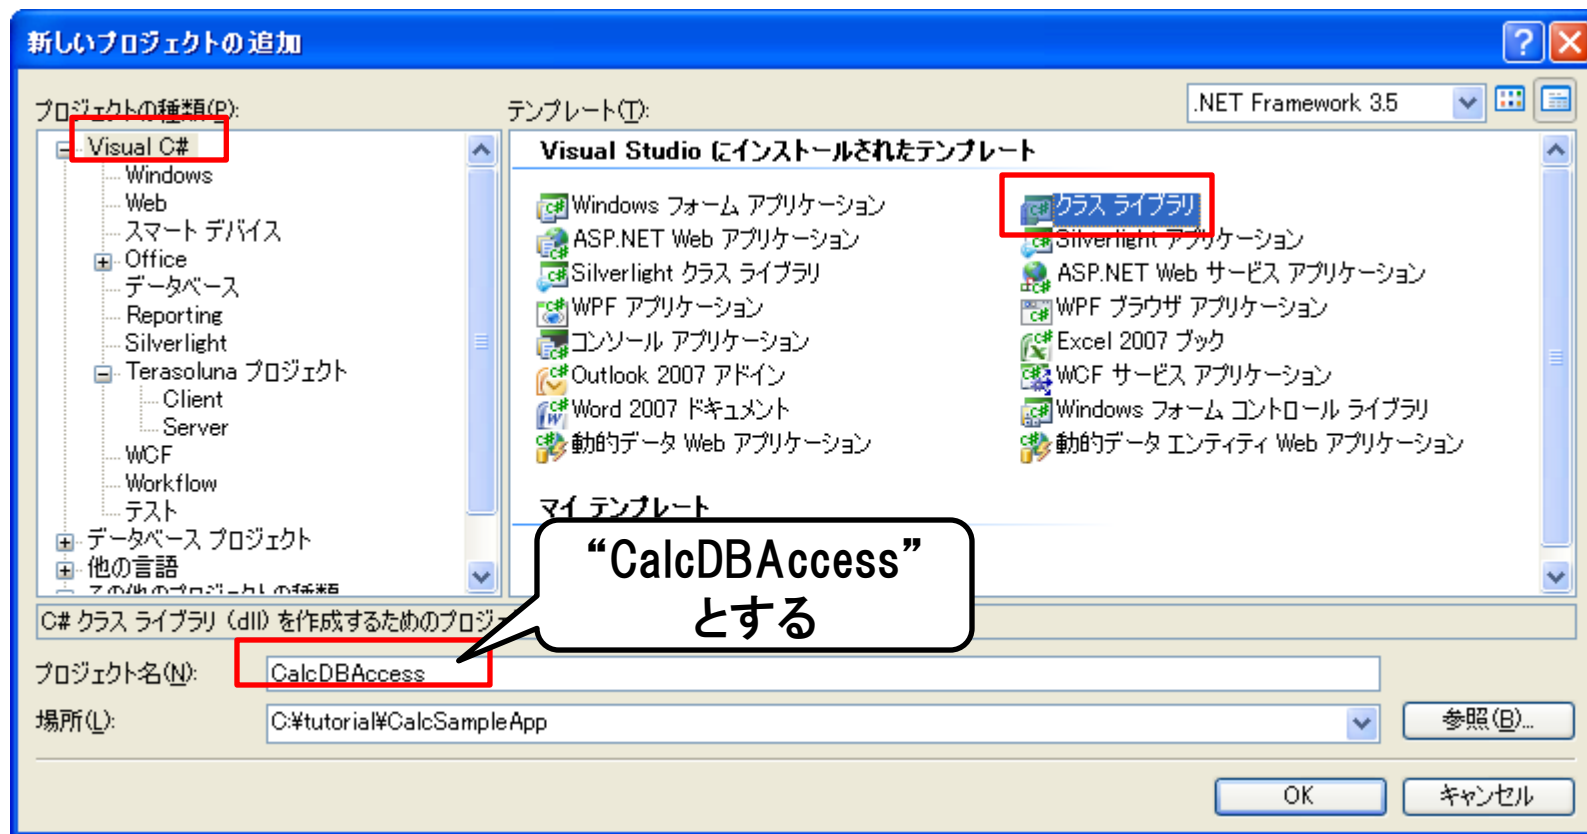 新しいプロジェクトの追加
プロジェクトの種類(P):
テンプレート(T):
.NET Framework 3.5
Visual C#
Windows
Web
スマート デバイス
Office
データベース
Reporting
Silverlight
Terasoluna プロジェクト
Client
Server
WCF
Workflow
テスト
データベース プロジェクト
他の言語
その他のプロジェクトの種類
Visual Studio にインストールされたテンプレート
Windows フォーム アプリケーション
クラス ライブラリ
ASP.NET Web アプリケーション
Silverlight アプリケーション
Silverlight クラス ライブラリ
ASP.NET Web サービス アプリケーション
WPF アプリケーション
WPF ブラウザ アプリケーション
コンソール アプリケーション
Excel 2007 ブック
Outlook 2007 アドイン
WCF サービス アプリケーション
Word 2007 ドキュメント
Windows フォーム コントロール ライブラリ
動的データ Web アプリケーション
動的データ エンティティ Web アプリケーション
マイ テンプレート
“CalcDBAccess”
とする
C# クラス ライブラリ (dll) を作成するためのプロジ
プロジェクト名(N):
CalcDBAccess
場所(L):
C:¥tutorial¥CalcSampleApp
参照(B)...
OK
キャンセル